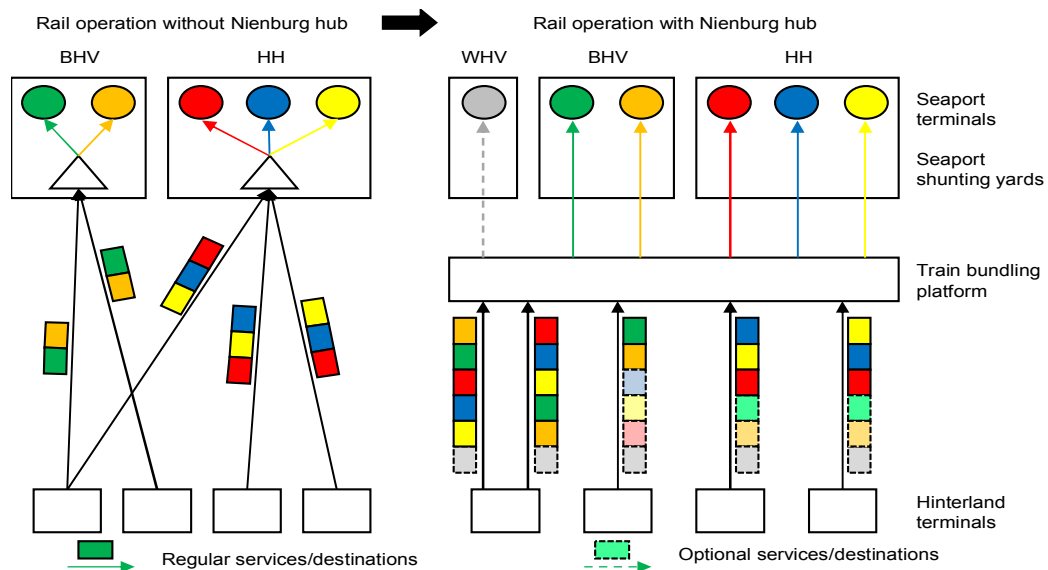 Rail operation without Nienburg hub
Rail operation with Nienburg hub
BHV
HH
WHV
BHV
HH
Seaport
terminals
Seaport
shunting yards
Train bundling
platform
Hinterland
terminals
Regular services/destinations
Optional services/destinations